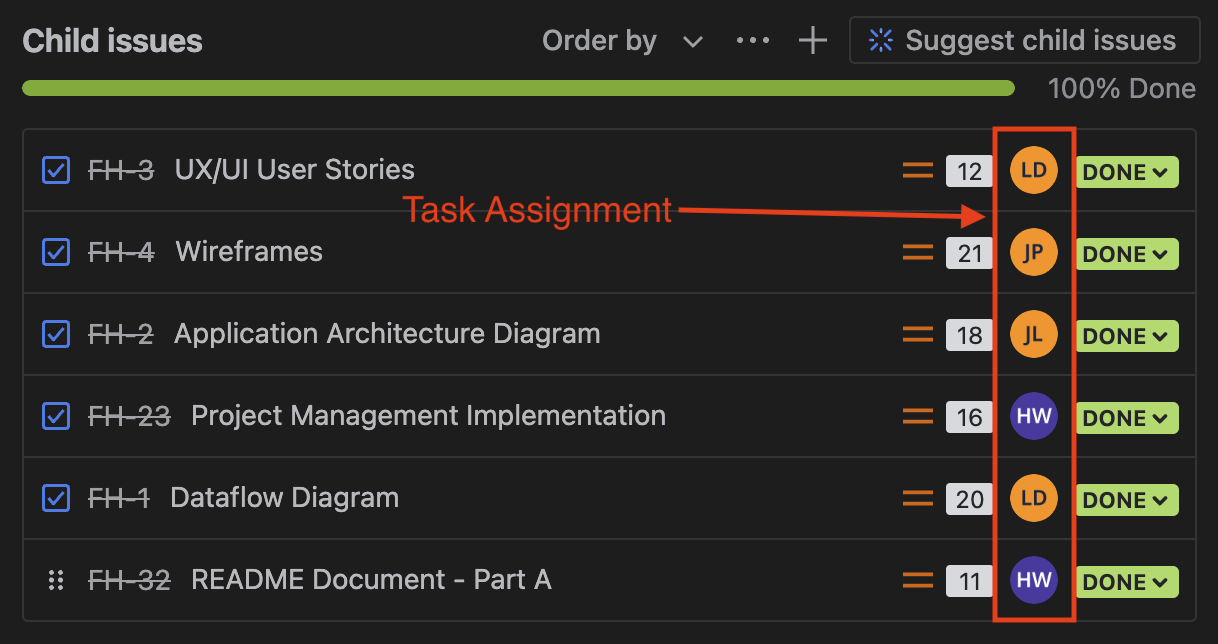 Child issues Order by Suggest child issues
100% Done
FH-3 UX/UI User Stories 12 LD DONE
Task Assignment
FH-4 Wireframes 21 JP DONE
FH-2 Application Architecture Diagram 18 JL DONE
FH-23 Project Management Implementation 16 HW DONE
FH-1 Dataflow Diagram 20 LD DONE
FH-32 README Document - Part A 11 HW DONE